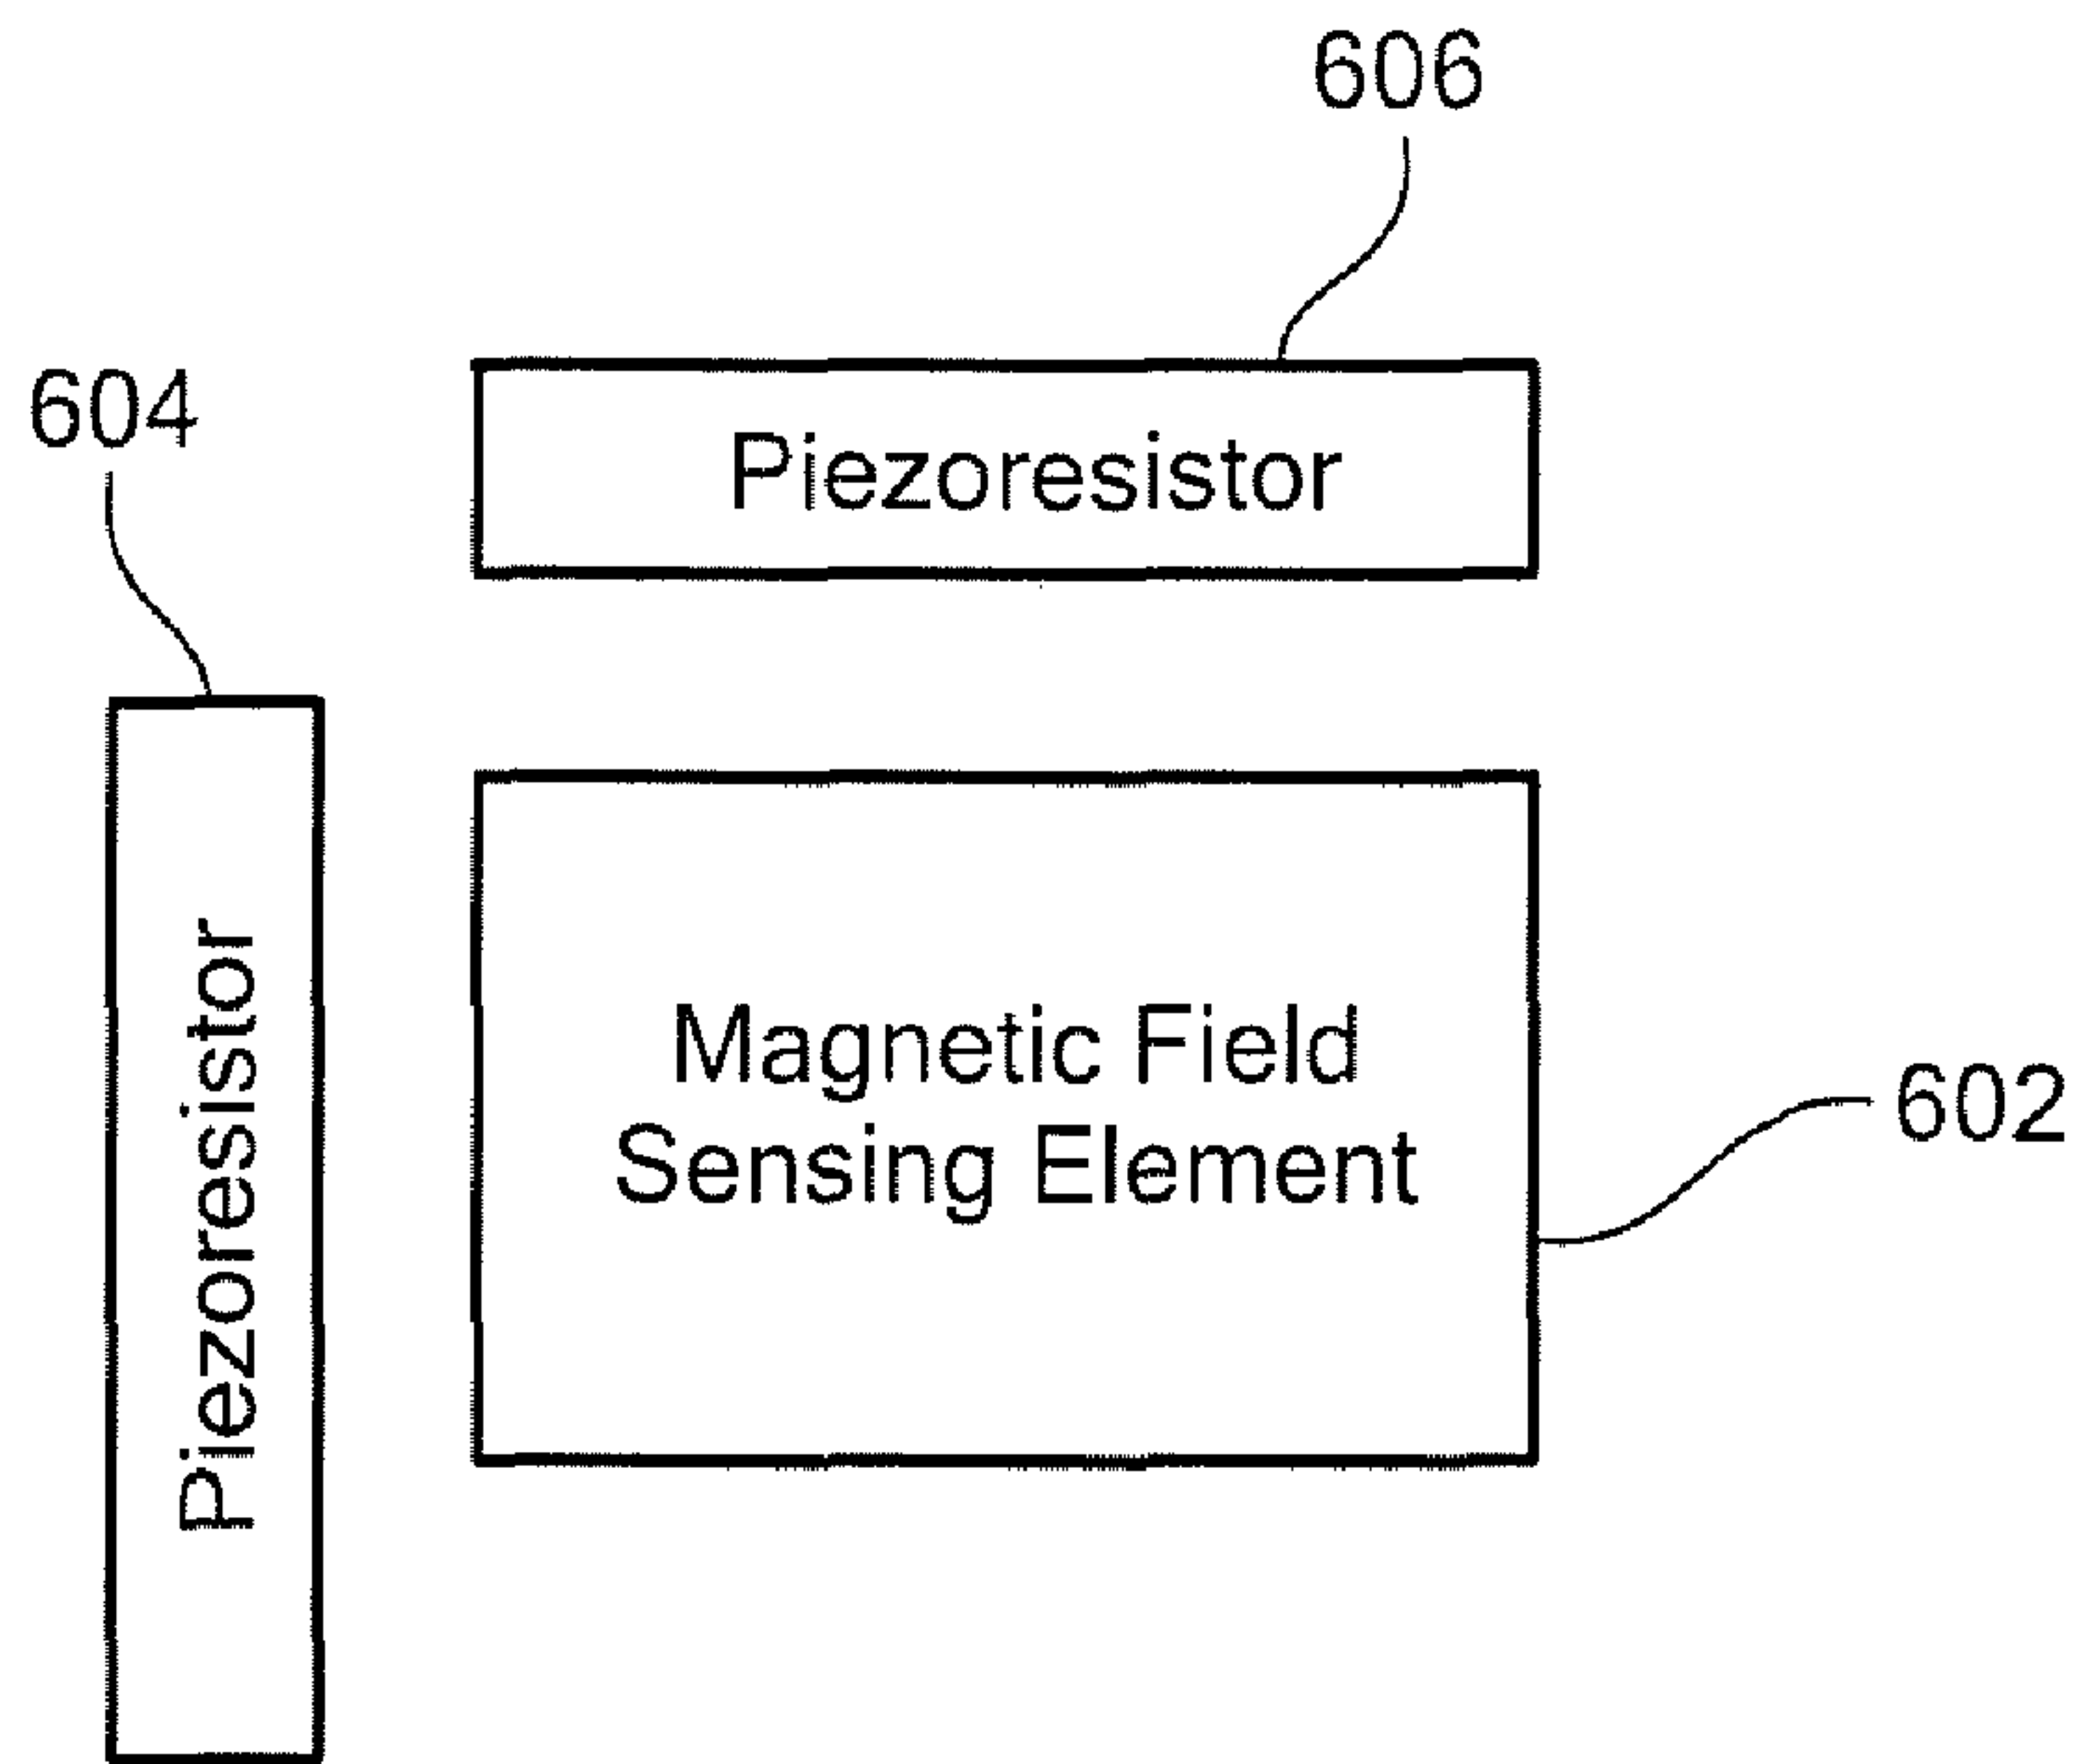 606
604
Piezoresistor
Piezoresistor
Magnetic Field
Sensing Element
602